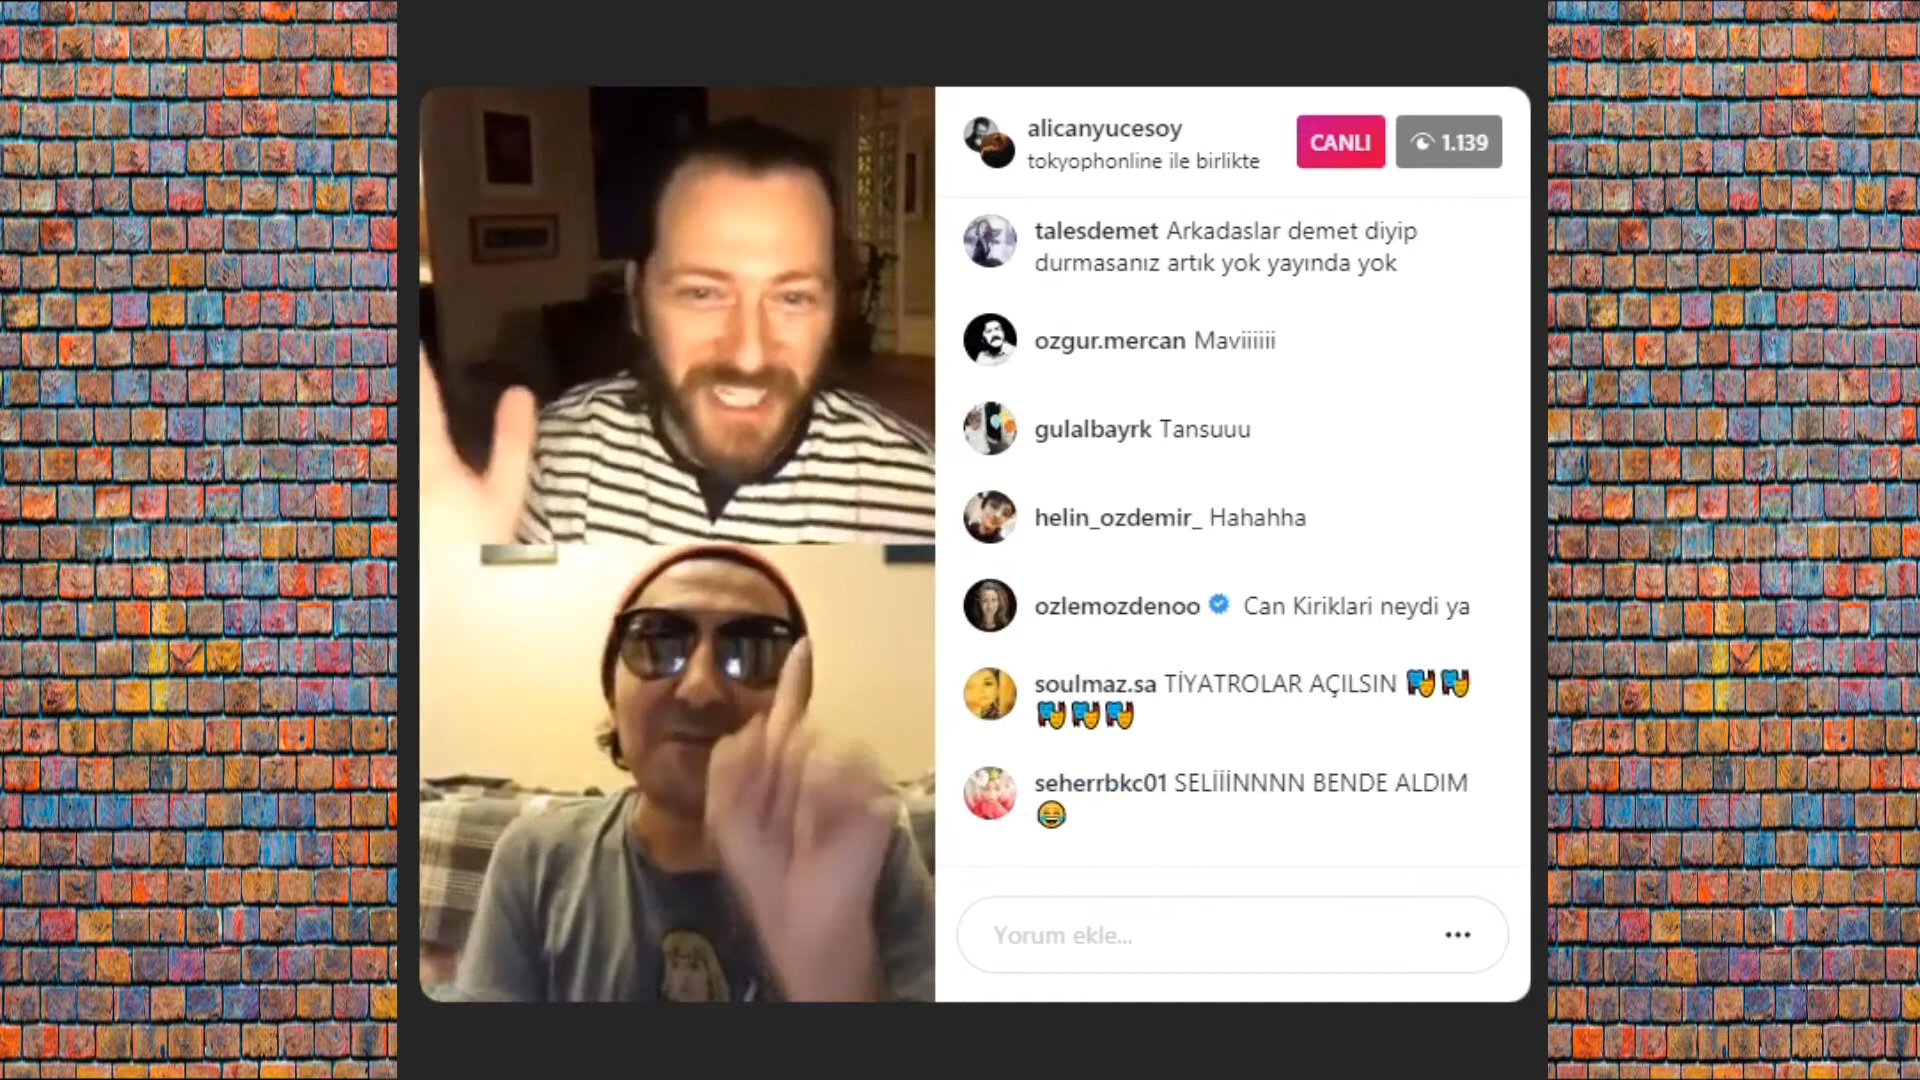 alicanyucesoy
tokyophonline ile birlikte
CANLI
1.139
talesdemet Arkadaslar demet diyip
durmasanız artık yok yayında yok
ozgur.mercan Maviiiiii
gulalbayrk Tansuuu
helin_ozdemir_ Hahahha
ozlemozdenoo Can Kiriklari neydi ya
soulmaz.sa TİYATROLAR AÇILSIN 🎭🎭
🎭🎭🎭
seherrbkc01 SELİİİNNNN BENDE ALDIM
😂
Yorum ekle...